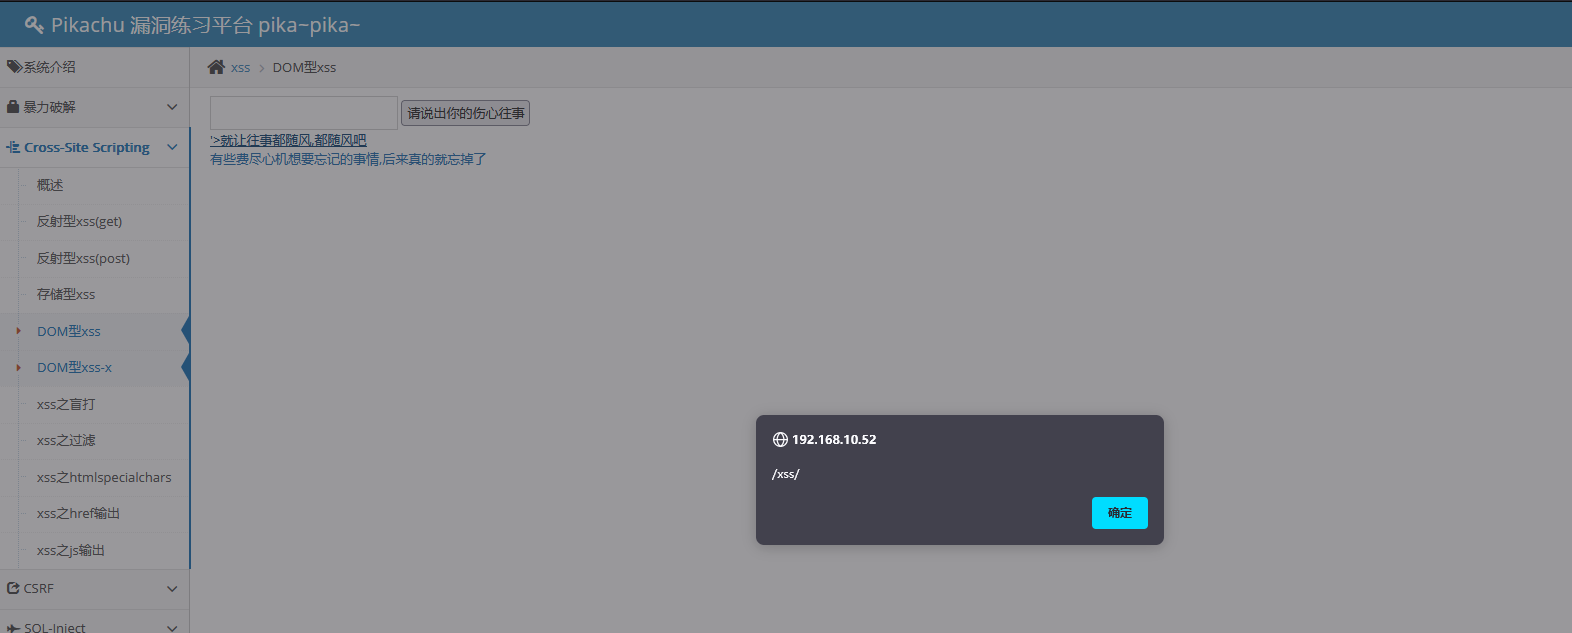 Pikachu 漏洞练习平台 pika~pika~
系统介绍
暴力破解
Cross-Site Scripting
概述
反射型xss(get)
反射型xss(post)
存储型xss
DOM型xss
DOM型xss-x
xss之盲打
xss之过滤
xss之htmlspecialchars
xss之href输出
xss之js输出
CSRF
SQL-Inject
xss > DOM型xss
请说出你的伤心往事
'>就让往事都随风,都随风吧
有些费尽心机想要忘记的事情,后来真的就忘掉了
192.168.10.52
/xss/
确定